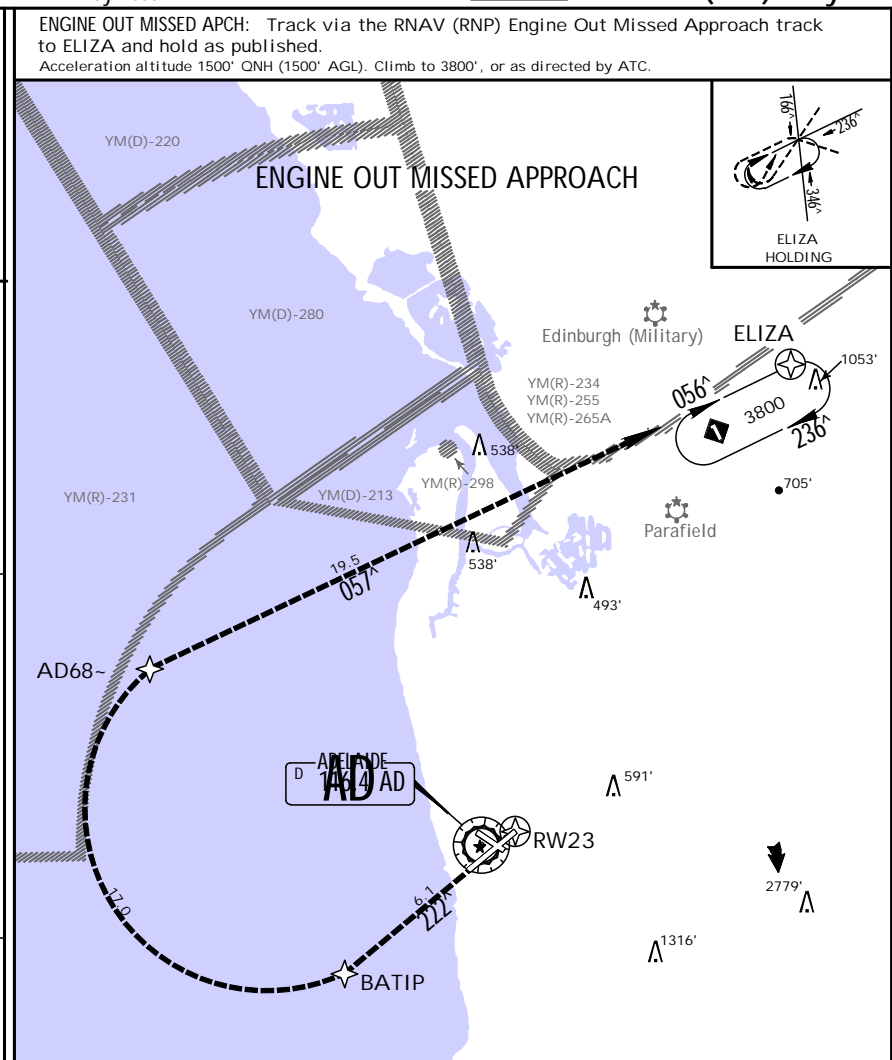 ENGINE OUT MISSED APCH: Track via the RNAV (RNP) Engine Out Missed Approach track
to ELIZA and hold as published.
Acceleration altitude 1500' QNH (1500' AGL). Climb to 3800', or as directed by ATC.
166^
236^
346^
ELIZA
HOLDING
YM(D)-220
ENGINE OUT MISSED APPROACH
YM(D)-280
Edinburgh (Military)
ELIZA
1053'
YM(R)-234
YM(R)-255
YM(R)-265A
056^
3800
236^
538'
YM(R)-298
705'
YM(R)-231
YM(D)-213
Parafield
538'
19.5
057^
493'
AD68~
ADELAIDE
D
AD
AD
591'
RW23
2779'
17.0
6.1
222^
1316'
BATIP